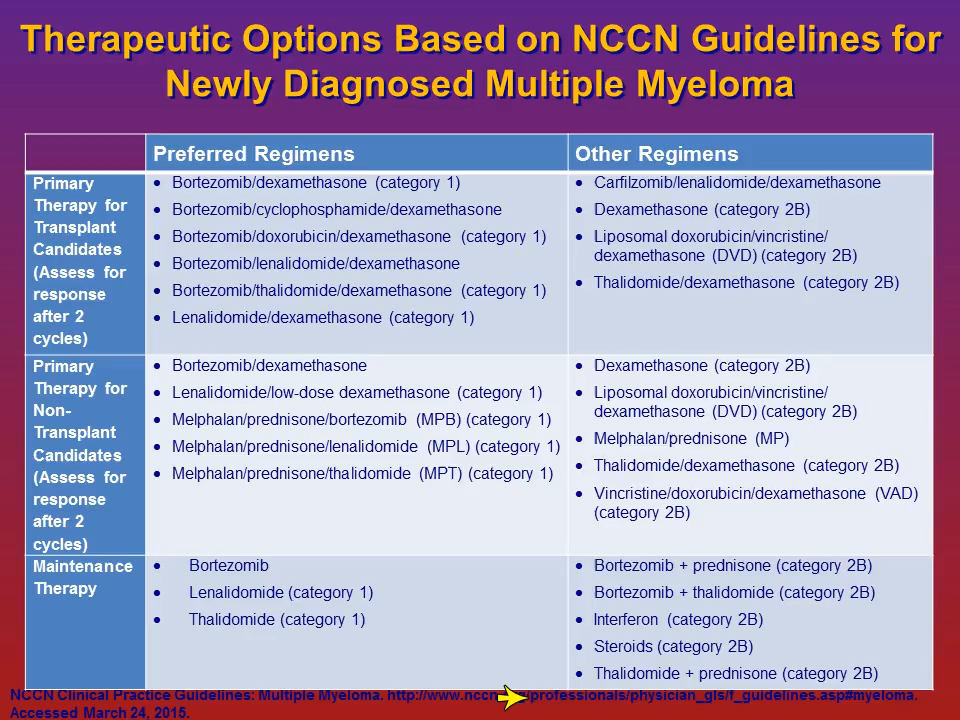 Therapeutic Options Based on NCCN Guidelines for
Newly Diagnosed Multiple Myeloma
Preferred Regimens
Other Regimens
Primary
Therapy for
Transplant
Candidates
(Assess for
response
after 2
cycles)
• Bortezomib/dexamethasone (category 1)
• Bortezomib/cyclophosphamide/dexamethasone
• Bortezomib/doxorubicin/dexamethasone (category 1)
• Bortezomib/lenalidomide/dexamethasone
• Bortezomib/thalidomide/dexamethasone (category 1)
• Lenalidomide/dexamethasone (category 1)
• Carfilzomib/lenalidomide/dexamethasone
• Dexamethasone (category 2B)
• Liposomal doxorubicin/vincristine/
dexamethasone (DVD) (category 2B)
• Thalidomide/dexamethasone (category 2B)
Primary
Therapy for
Non-
Transplant
Candidates
(Assess for
response
after 2
cycles)
• Bortezomib/dexamethasone
• Lenalidomide/low-dose dexamethasone (category 1)
• Melphalan/prednisone/bortezomib (MPB) (category 1)
• Melphalan/prednisone/lenalidomide (MPL) (category 1)
• Melphalan/prednisone/thalidomide (MPT) (category 1)
• Dexamethasone (category 2B)
• Liposomal doxorubicin/vincristine/
dexamethasone (DVD) (category 2B)
• Melphalan/prednisone (MP)
• Thalidomide/dexamethasone (category 2B)
• Vincristine/doxorubicin/dexamethasone (VAD)
(category 2B)
Maintenance
Therapy
• Bortezomib
• Lenalidomide (category 1)
• Thalidomide (category 1)
• Bortezomib + prednisone (category 2B)
• Bortezomib + thalidomide (category 2B)
• Interferon (category 2B)
• Steroids (category 2B)
• Thalidomide + prednisone (category 2B)
NCCN Clinical Practice Guidelines: Multiple Myeloma. http://www.nccn /professionals/physician_gls/f_guidelines.asp#myeloma.
Accessed March 24, 2015.